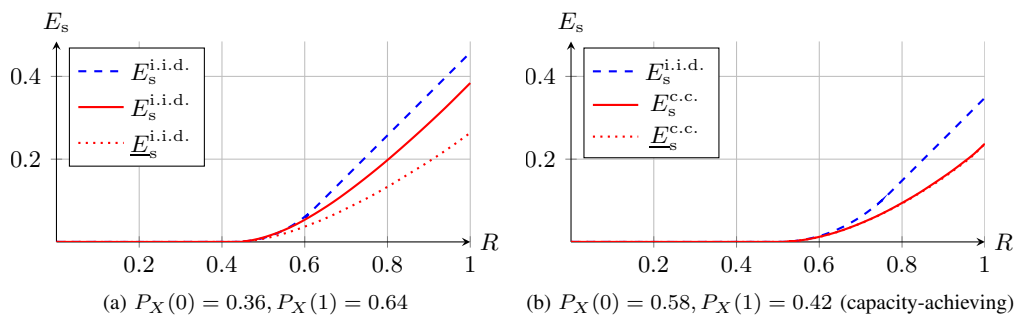 E_s
0.4
0.2
E_s^{i.i.d.}
E_s^{i.i.d.}
\underline{E}_s^{i.i.d.}
0.2 0.4 0.6 0.8 1
R
(a) P_X(0) = 0.36, P_X(1) = 0.64
E_s
0.4
0.2
E_s^{i.i.d.}
E_s^{c.c.}
\underline{E}_s^{c.c.}
0.2 0.4 0.6 0.8 1
R
(b) P_X(0) = 0.58, P_X(1) = 0.42 (capacity-achieving)